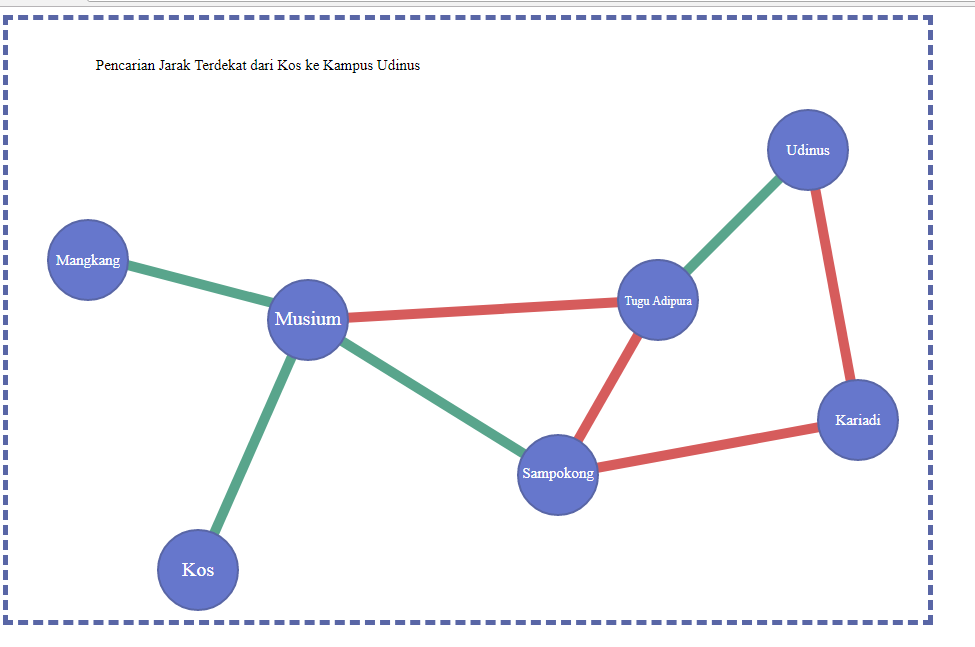 Pencarian Jarak Terdekat dari Kos ke Kampus Udinus
Udinus
Mangkang
Musium
Tugu Adipura
Kariadi
Sampokong
Kos